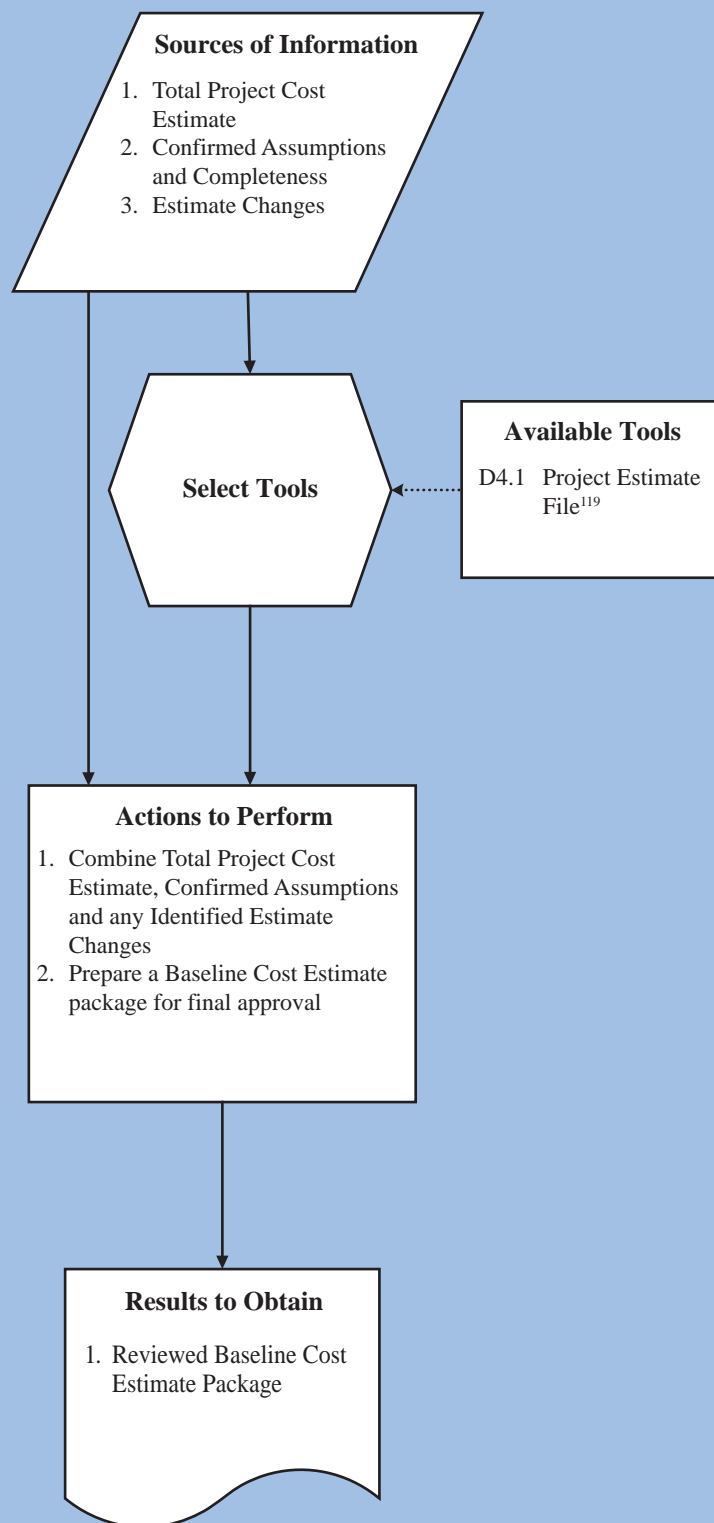 Sources of Information
1. Total Project Cost
Estimate
2. Confirmed Assumptions
and Completeness
3. Estimate Changes
Select Tools
Available Tools
D4.1 Project Estimate
File119
Actions to Perform
1. Combine Total Project Cost
Estimate, Confirmed Assumptions
and any Identified Estimate
Changes
2. Prepare a Baseline Cost Estimate
package for final approval
Results to Obtain
1. Reviewed Baseline Cost
Estimate Package